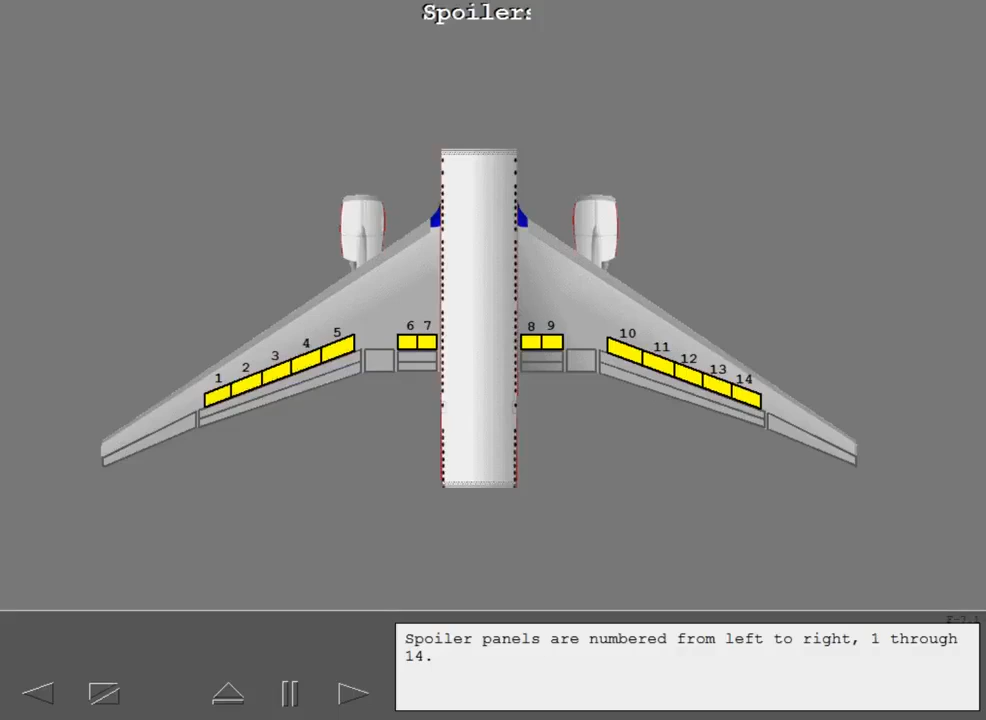 Spoilers
6 7 8 9
5 10
4 11
3 12
2 13
1 14
Spoiler panels are numbered from left to right, 1 through
14.